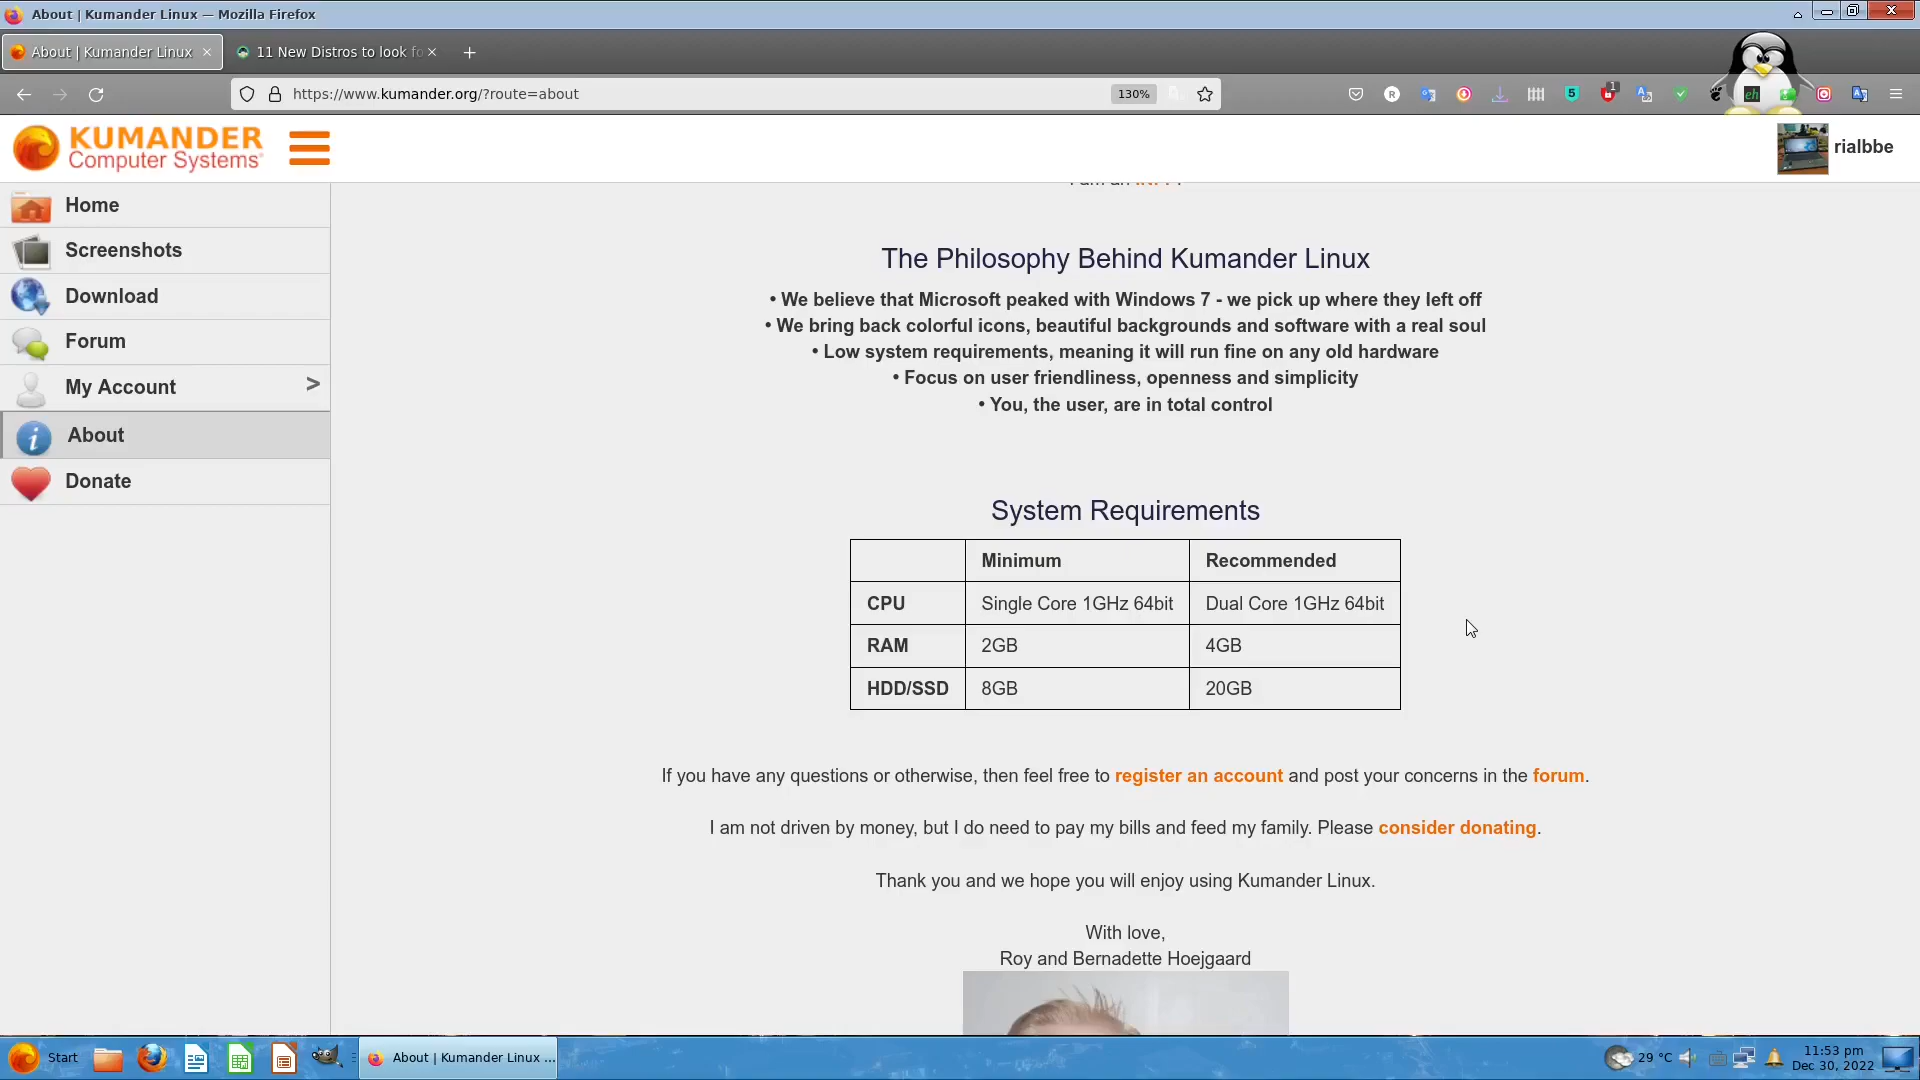 About | Kumander Linux — Mozilla Firefox
About | Kumander Linux
11 New Distros to look fo
https://www.kumander.org/?route=about
130%
KUMANDER
Computer Systems
rialbbe
Home
Screenshots
Download
Forum
My Account >
About
Donate
The Philosophy Behind Kumander Linux
• We believe that Microsoft peaked with Windows 7 - we pick up where they left off
• We bring back colorful icons, beautiful backgrounds and software with a real soul
• Low system requirements, meaning it will run fine on any old hardware
• Focus on user friendliness, openness and simplicity
• You, the user, are in total control
System Requirements
Minimum Recommended
CPU Single Core 1GHz 64bit Dual Core 1GHz 64bit
RAM 2GB 4GB
HDD/SSD 8GB 20GB
If you have any questions or otherwise, then feel free to register an account and post your concerns in the forum.
I am not driven by money, but I do need to pay my bills and feed my family. Please consider donating.
Thank you and we hope you will enjoy using Kumander Linux.
With love,
Roy and Bernadette Hoejgaard
Start
About | Kumander Linux ...
29 °C
11:53 pm
Dec 30, 2022